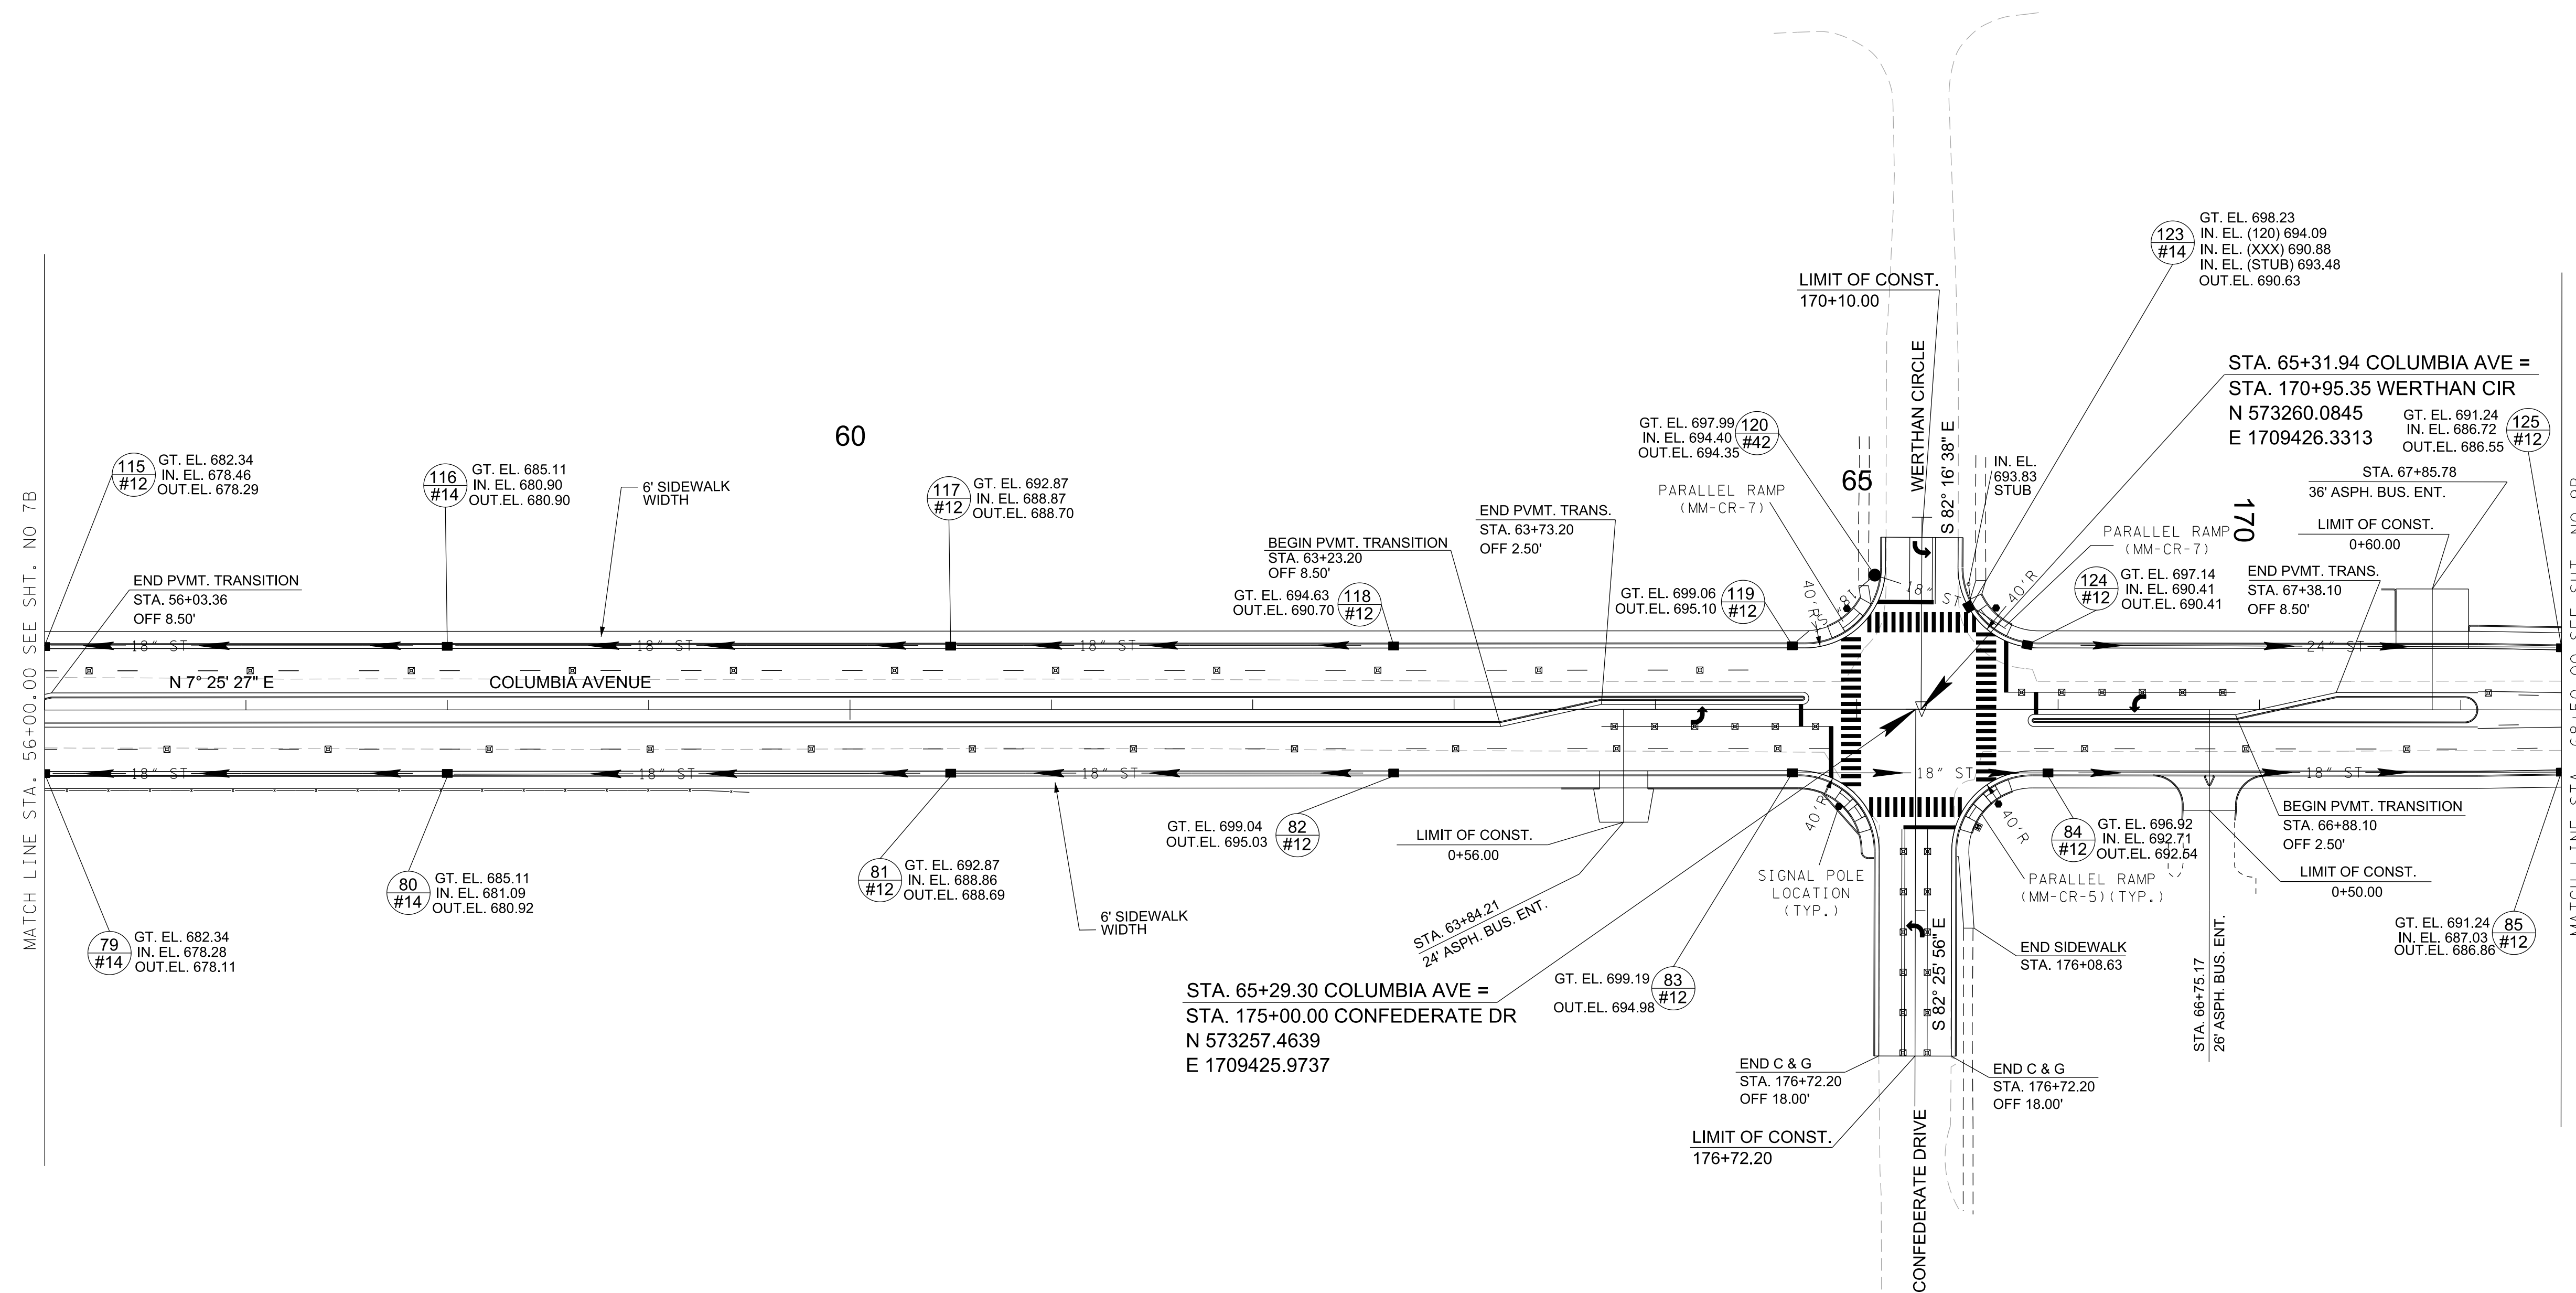 MATCH LINE STA. 56+00.00 SEE SHT. NO 7B
115
#12
GT. EL. 682.34
IN. EL. 678.46
OUT.EL. 678.29
116
#14
GT. EL. 685.11
IN. EL. 680.90
OUT.EL. 680.90
6' SIDEWALK
WIDTH
60
117
#12
GT. EL. 692.87
IN. EL. 688.87
OUT.EL. 688.70
END PVMT. TRANSITION
STA. 56+03.36
OFF 8.50'
BEGIN PVMT. TRANSITION
STA. 63+23.20
OFF 8.50'
GT. EL. 694.63
OUT.EL. 690.70
118
#12
END PVMT. TRANS.
STA. 63+73.20
OFF 2.50'
GT. EL. 699.06
OUT.EL. 695.10
119
#12
GT. EL. 697.99
IN. EL. 694.40
OUT.EL. 694.35
120
#42
PARALLEL RAMP
(MM-CR-7)
65
LIMIT OF CONST.
170+10.00
WERTHAN CIRCLE
S 82° 16' 38" E
IN. EL.
693.83
STUB
123
#14
GT. EL. 698.23
IN. EL. (120) 694.09
IN. EL. (XXX) 690.88
IN. EL. (STUB) 693.48
OUT.EL. 690.63
STA. 65+31.94 COLUMBIA AVE =
STA. 170+95.35 WERTHAN CIR
N 573260.0845
E 1709426.3313
GT. EL. 691.24
IN. EL. 686.72
OUT.EL. 686.55
125
#12
STA. 67+85.78
36' ASPH. BUS. ENT.
170
LIMIT OF CONST.
0+60.00
PARALLEL RAMP
(MM-CR-7)
124
#12
GT. EL. 697.14
IN. EL. 690.41
OUT.EL. 690.41
END PVMT. TRANS.
STA. 67+38.10
OFF 8.50'
40'R
18" ST
40'R
18" ST
18" ST
18" ST
24" ST
N 7° 25' 27" E
COLUMBIA AVENUE
18" ST
18" ST
18" ST
18" ST
18" ST
79
#14
GT. EL. 682.34
IN. EL. 678.28
OUT.EL. 678.11
80
#14
GT. EL. 685.11
IN. EL. 681.09
OUT.EL. 680.92
81
#12
GT. EL. 692.87
IN. EL. 688.86
OUT.EL. 688.69
6' SIDEWALK
WIDTH
GT. EL. 699.04
OUT.EL. 695.03
82
#12
LIMIT OF CONST.
0+56.00
STA. 63+84.21
24' ASPH. BUS. ENT.
40'R
SIGNAL POLE
LOCATION
(TYP.)
40'R
84
#12
GT. EL. 696.92
IN. EL. 692.71
OUT.EL. 692.54
PARALLEL RAMP
(MM-CR-5)(TYP.)
BEGIN PVMT. TRANSITION
STA. 66+88.10
OFF 2.50'
LIMIT OF CONST.
0+50.00
GT. EL. 691.24
IN. EL. 687.03
OUT.EL. 686.86
85
#12
STA. 66+75.17
26' ASPH. BUS. ENT.
END SIDEWALK
STA. 176+08.63
STA. 65+29.30 COLUMBIA AVE =
STA. 175+00.00 CONFEDERATE DR
N 573257.4639
E 1709425.9737
GT. EL. 699.19
OUT.EL. 694.98
83
#12
S 82° 25' 56" E
END C & G
STA. 176+72.20
OFF 18.00'
END C & G
STA. 176+72.20
OFF 18.00'
LIMIT OF CONST.
176+72.20
CONFEDERATE DRIVE